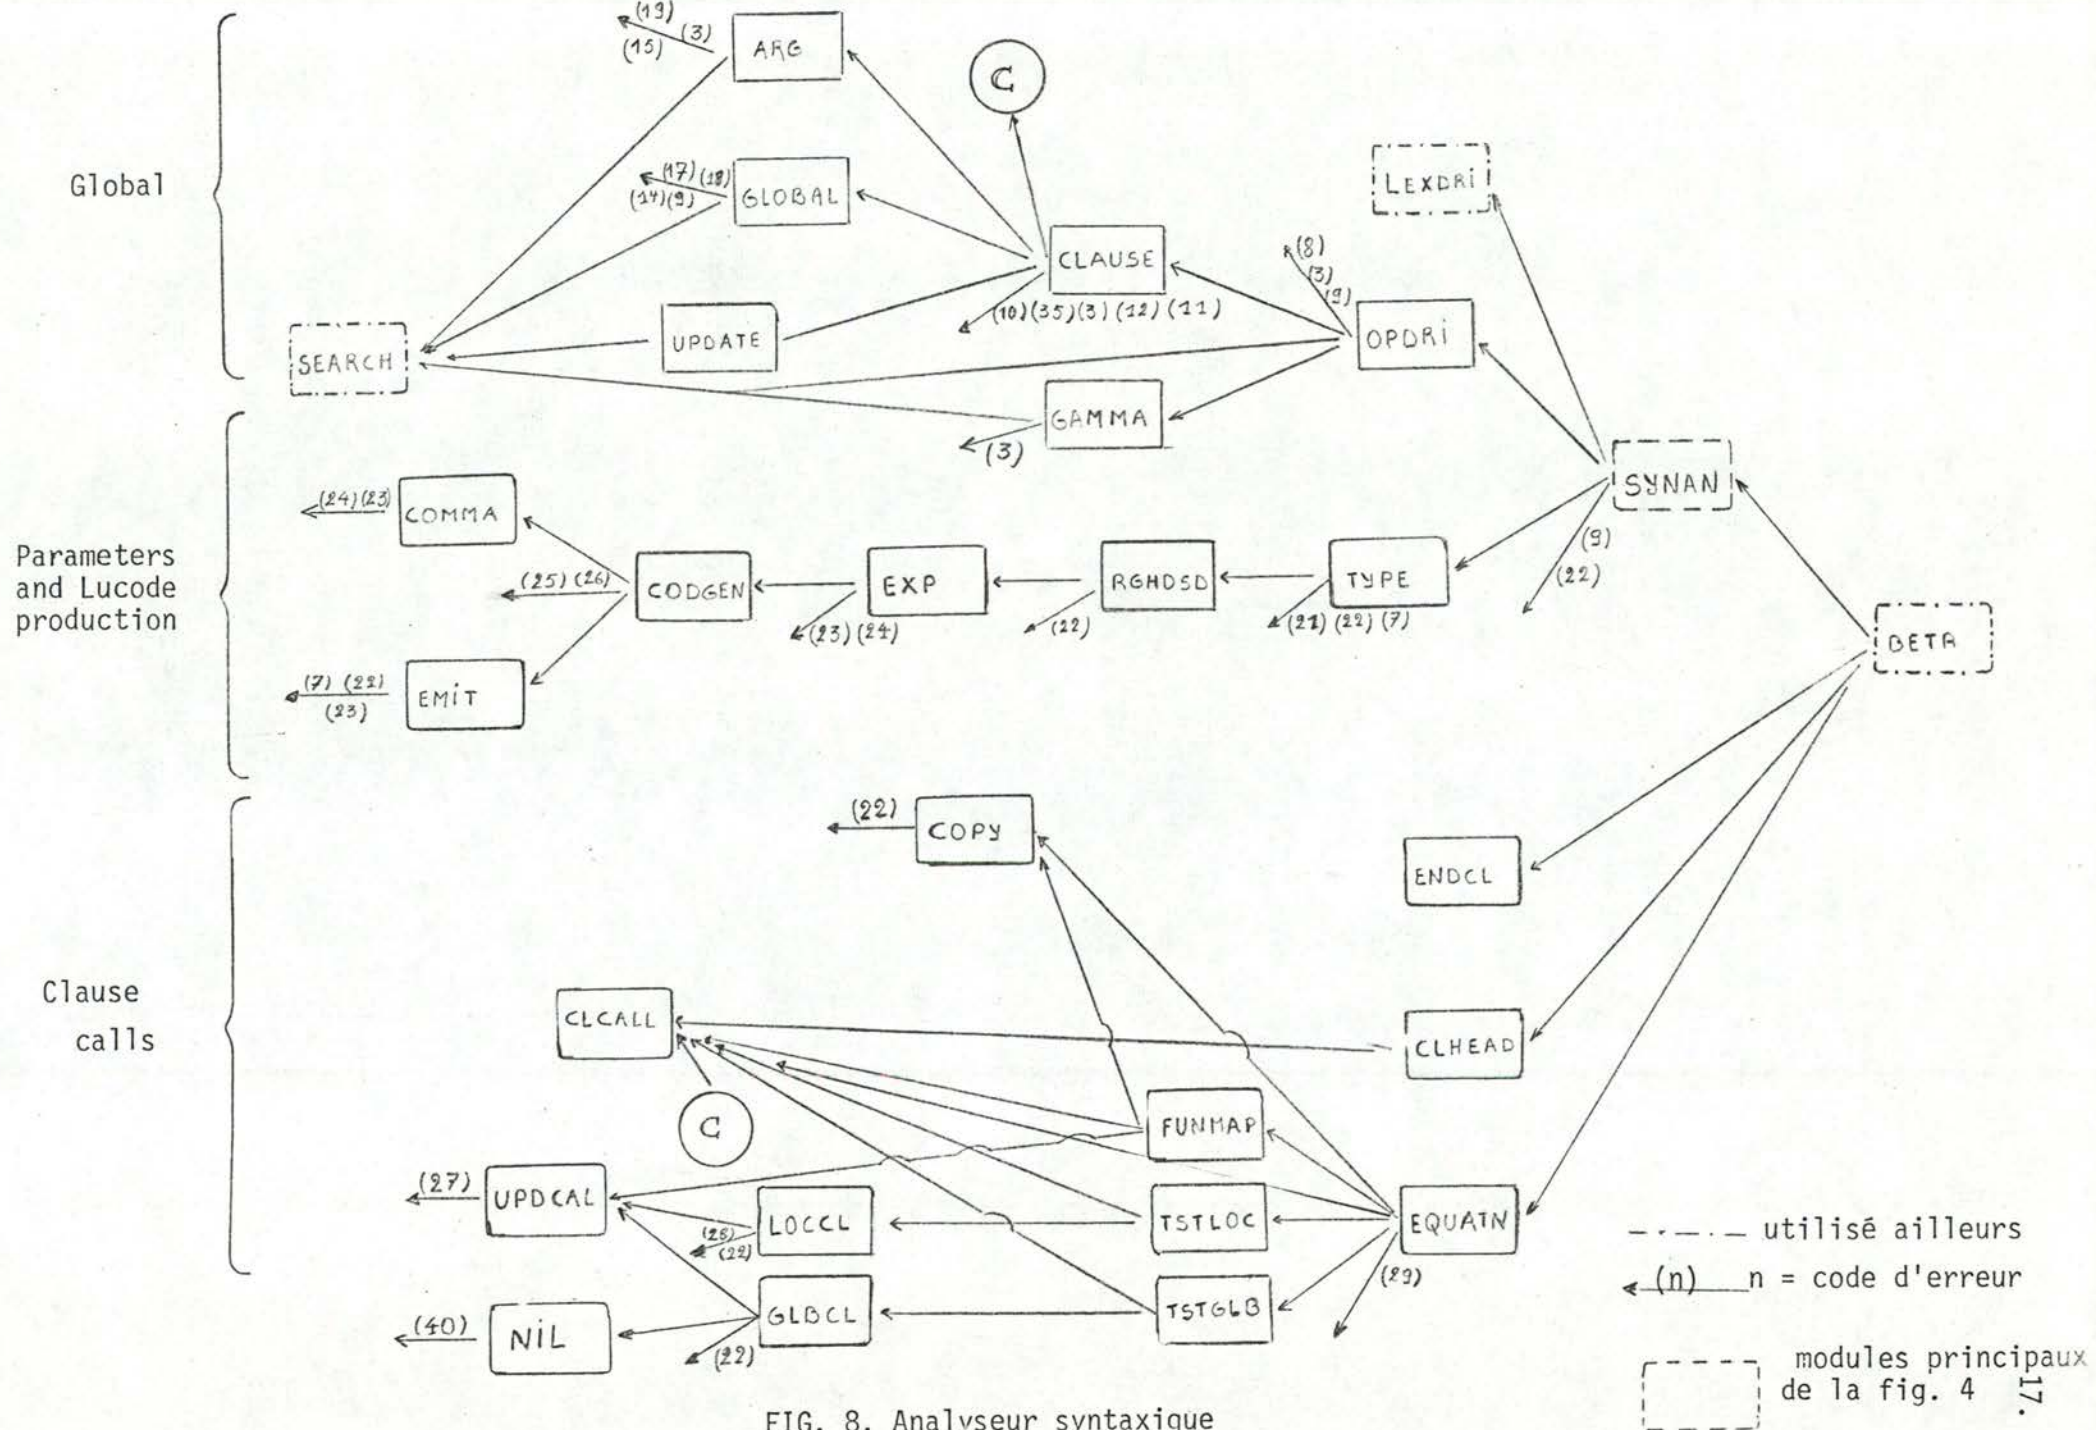 Global
(19)
(15) (3)
ARG
C
(17) (18)
(14) (9)
GLOBAL
LEXDRi
CLAUSE
(10) (35) (3) (12) (11)
(8)
(3)
(9)
OPDRi
SEARCH
UPDATE
GAMMA
(3)
SYNAN
(9)
(22)
Parameters
and Lucode
production
(24) (23)
COMMA
(25) (26)
CODGEN
EXP
(23) (24)
RGHDSD
(22)
TYPE
(21) (22) (7)
BETA
(7) (22)
(23)
EMiT
Clause
calls
(22)
COPY
ENDCL
CLCALL
CLHEAD
C
FUNMAP
(27)
UPDCAL
LOCCL
(28)
(22)
TSTLOC
EQUATN
(29)
(40)
NiL
GLBCL
(22)
TSTGLB
utilisé ailleurs
(n) n = code d'erreur
modules principaux
de la fig. 4
17.
FIG. 8. Analyseur syntaxique